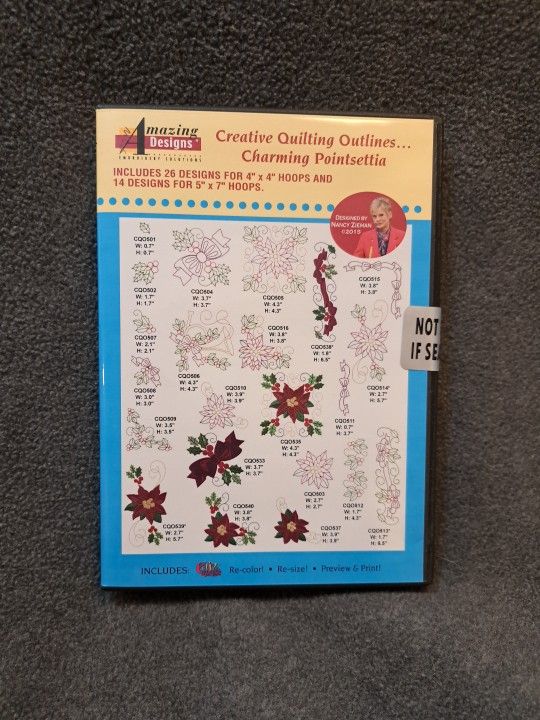 Amazing
Designs
EMBROIDERY SOLUTIONS
Creative Quilting Outlines...
Charming Pointsettia
INCLUDES 26 DESIGNS FOR 4" x 4" HOOPS AND
14 DESIGNS FOR 5" x 7" HOOPS.
DESIGNED BY
NANCY ZIEMAN
©2015
CQO501
W: 0.7"
H: 0.7"
CQO504
W: 3.7"
H: 3.7"
CQO505
W: 4.3"
H: 4.3"
CQO515
W: 3.8"
H: 3.8"
CQO502
W: 1.7"
H: 1.7"
CQO516
W: 3.8"
H: 3.8"
CQO538*
W: 1.8"
H: 6.5"
NOT
IF SE
CQO507
W: 2.1"
H: 2.1"
CQO506
W: 4.3"
H: 4.3"
CQO508
W: 3.0"
H: 3.0"
CQO510
W: 3.9"
H: 3.9"
CQO514*
W: 2.7"
H: 5.7"
CQO509
W: 3.5"
H: 3.5"
CQO511
W: 0.7"
H: 3.7"
CQO535
W: 4.3"
H: 4.3"
CQO533
W: 3.7"
H: 3.7"
CQO503
W: 2.7"
H: 2.7"
CQO512
W: 1.7"
H: 4.3"
CQO539*
W: 2.7"
H: 5.7"
CQO540
W: 3.8"
H: 3.8"
CQO537
W: 3.9"
H: 3.9"
CQO513*
W: 1.7"
H: 6.5"
INCLUDES:
Re-color! • Re-size! • Preview & Print!